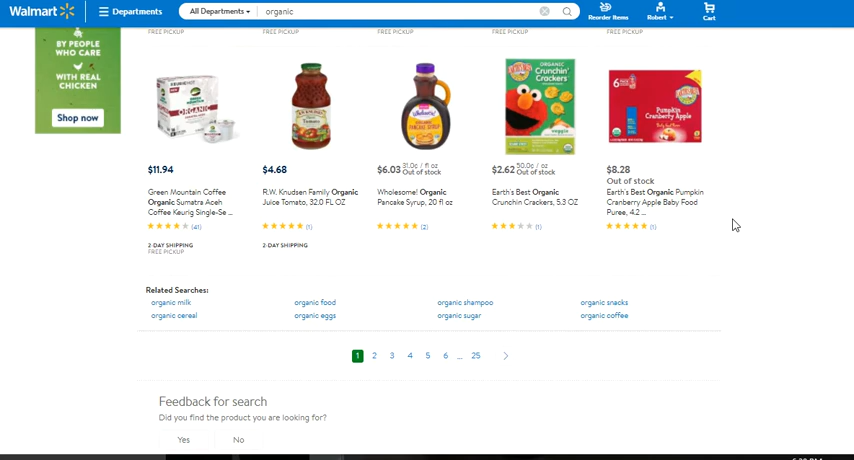 Walmart
Departments
All Departments
organic
Reorder Items
Robert
Cart
BY PEOPLE
WHO CARE
WITH REAL
CHICKEN
Shop now
FREE PICKUP
FREE PICKUP
FREE PICKUP
FREE PICKUP
FREE PICKUP
ORGANIC
Tomato
ORGANIC
Crunchin'
Crackers
veggie
6
Pumpkin
Cranberry Apple
$11.94
Green Mountain Coffee
Organic Sumatra Aceh
Coffee Keurig Single-Se ...
(41)
2-DAY SHIPPING
FREE PICKUP
$4.68
R.W. Knudsen Family Organic
Juice Tomato, 32.0 FL OZ
(1)
2-DAY SHIPPING
$6.03 31.0¢ / fl oz
Out of stock
Wholesome! Organic
Pancake Syrup, 20 fl oz
(2)
$2.62 50.0¢ / oz
Out of stock
Earth's Best Organic
Crunchin Crackers, 5.3 OZ
(1)
$8.28
Out of stock
Earth's Best Organic Pumpkin
Cranberry Apple Baby Food
Puree, 4.2 ...
(1)
Related Searches:
organic milk
organic food
organic shampoo
organic snacks
organic cereal
organic eggs
organic sugar
organic coffee
1 2 3 4 5 6 ... 25
Feedback for search
Did you find the product you are looking for?
Yes
No